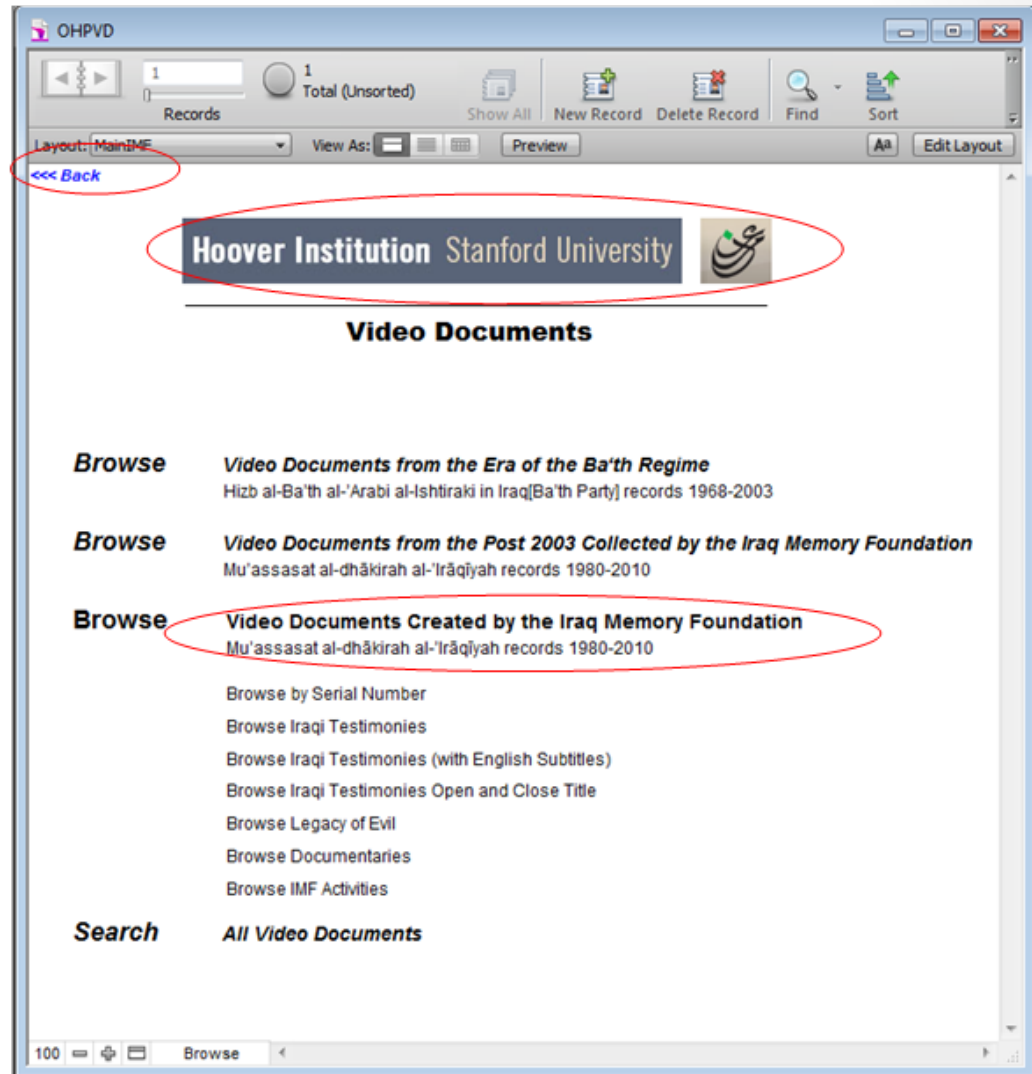 OHPVD
1
1
Total (Unsorted)
Records
Show All
New Record
Delete Record
Find
Sort
Layout: MainIMF
View As:
Preview
Aa
Edit Layout
<<< Back
Hoover Institution Stanford University
Video Documents
Browse Video Documents from the Era of the Ba'th Regime
Hizb al-Ba'th al-'Arabi al-Ishtiraki in Iraq[Ba'th Party] records 1968-2003
Browse Video Documents from the Post 2003 Collected by the Iraq Memory Foundation
Mu'assasat al-dhākirah al-'Irāqīyah records 1980-2010
Browse Video Documents Created by the Iraq Memory Foundation
Mu'assasat al-dhākirah al-'Irāqīyah records 1980-2010
Browse by Serial Number
Browse Iraqi Testimonies
Browse Iraqi Testimonies (with English Subtitles)
Browse Iraqi Testimonies Open and Close Title
Browse Legacy of Evil
Browse Documentaries
Browse IMF Activities
Search All Video Documents
100 Browse